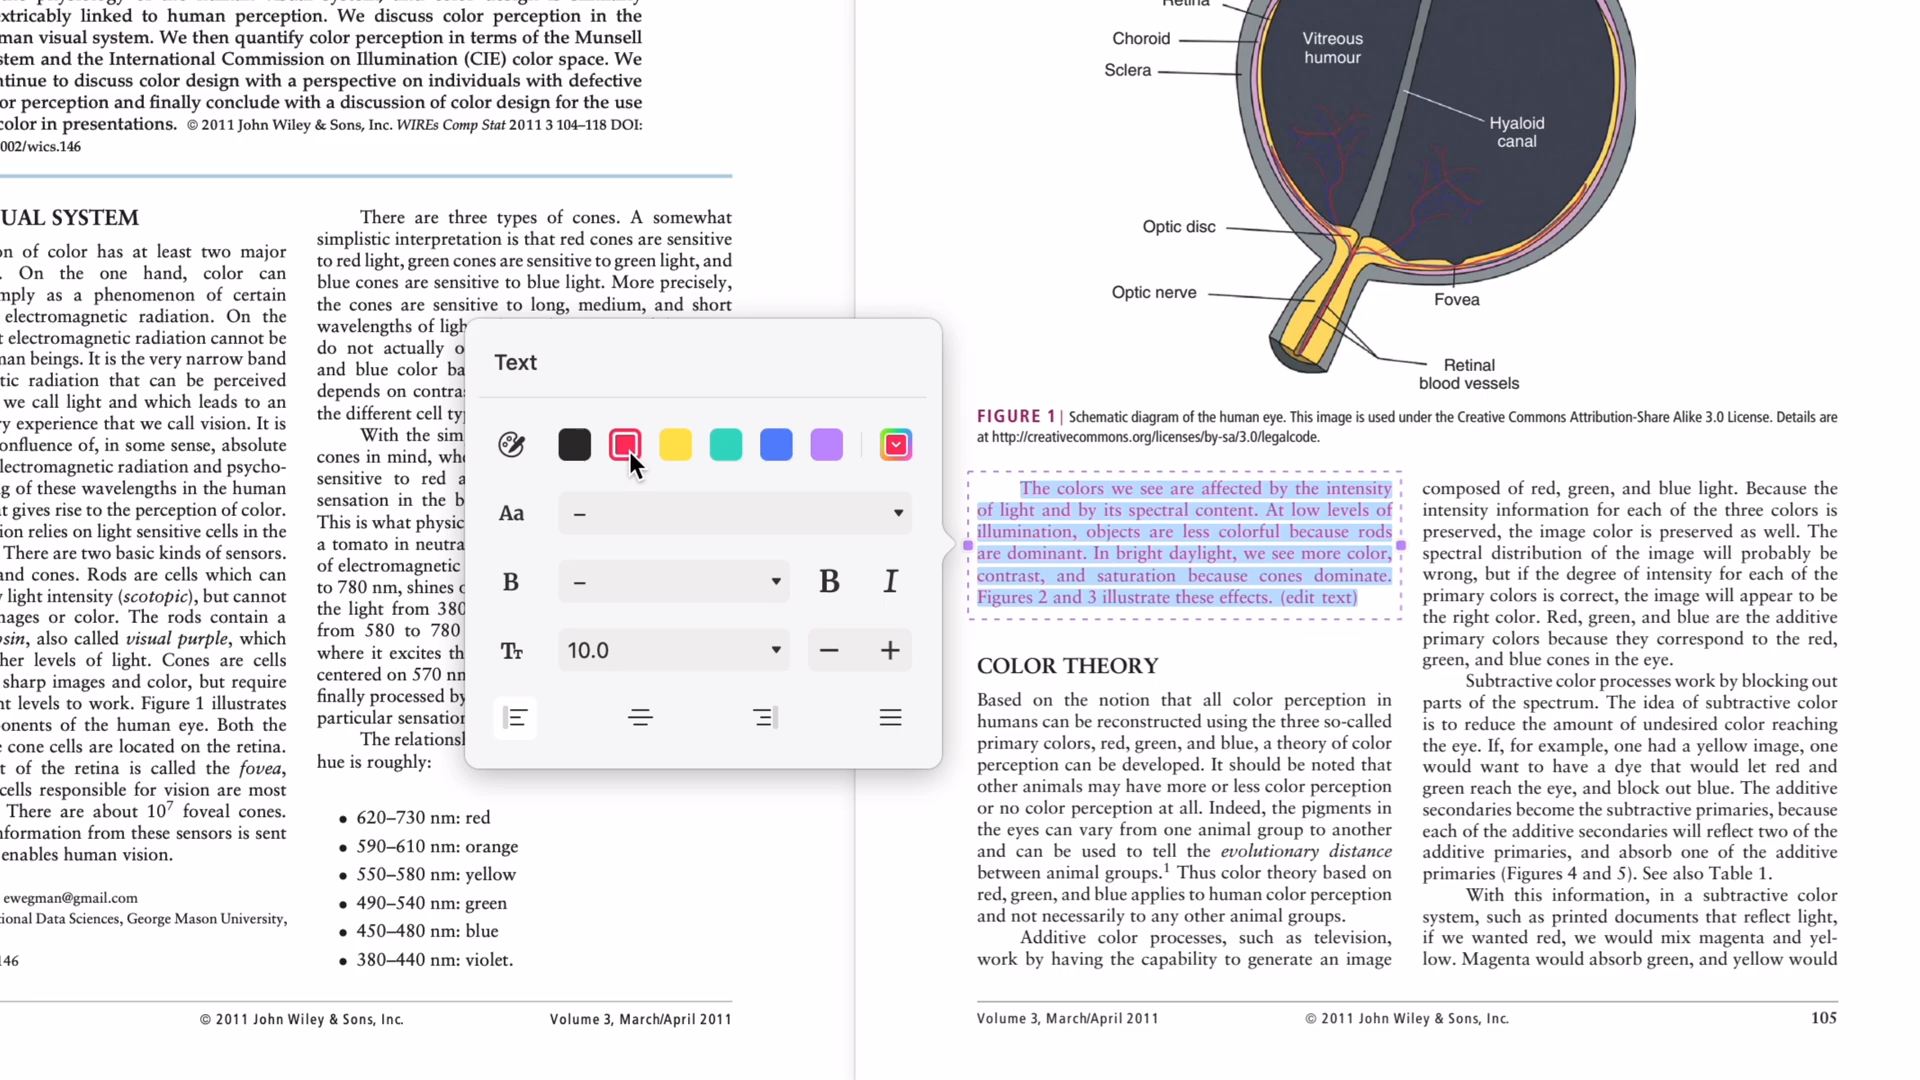 extricably linked to human perception. We discuss color perception in the
man visual system. We then quantify color perception in terms of the Munsell
stem and the International Commission on Illumination (CIE) color space. We
ntinue to discuss color design with a perspective on individuals with defective
or perception and finally conclude with a discussion of color design for the use
color in presentations. © 2011 John Wiley & Sons, Inc. WIREs Comp Stat 2011 3 104–118 DOI:
002/wics.146
UAL SYSTEM
on of color has at least two major
. On the one hand, color can
mply as a phenomenon of certain
electromagnetic radiation. On the
t electromagnetic radiation cannot be
man beings. It is the very narrow band
tic radiation that can be perceived
we call light and which leads to an
ry experience that we call vision. It is
onfluence of, in some sense, absolute
lectromagnetic radiation and psycho-
g of these wavelengths in the human
at gives rise to the perception of color.
ion relies on light sensitive cells in the
There are two basic kinds of sensors.
and cones. Rods are cells which can
light intensity (scotopic), but cannot
mages or color. The rods contain a
psin, also called visual purple, which
her levels of light. Cones are cells
sharp images and color, but require
nt levels to work. Figure 1 illustrates
onents of the human eye. Both the
e cone cells are located on the retina.
t of the retina is called the fovea,
cells responsible for vision are most
There are about 10⁷ foveal cones.
nformation from these sensors is sent
enables human vision.
ewegman@gmail.com
tional Data Sciences, George Mason University,
146
There are three types of cones. A somewhat
simplistic interpretation is that red cones are sensitive
to red light, green cones are sensitive to green light, and
blue cones are sensitive to blue light. More precisely,
the cones are sensitive to long, medium, and short
wavelengths of ligh
do not actually o
and blue color ba
depends on contra
the different cell ty
With the sim
cones in mind, wh
sensitive to red a
sensation in the b
This is what physic
a tomato in neutra
of electromagnetic
to 780 nm, shines o
the light from 380
from 580 to 780
where it excites th
centered on 570 nm
finally processed by
particular sensation
The relationsh
hue is roughly:
• 620–730 nm: red
• 590–610 nm: orange
• 550–580 nm: yellow
• 490–540 nm: green
• 450–480 nm: blue
• 380–440 nm: violet.
© 2011 John Wiley & Sons, Inc.
Volume 3, March/April 2011
Text
Aa
–
B
–
B
I
TT
10.0
Retina
Choroid
Sclera
Vitreous
humour
Hyaloid
canal
Optic disc
Optic nerve
Fovea
Retinal
blood vessels
FIGURE 1 | Schematic diagram of the human eye. This image is used under the Creative Commons Attribution-Share Alike 3.0 License. Details are
at http://creativecommons.org/licenses/by-sa/3.0/legalcode.
The colors we see are affected by the intensity
of light and by its spectral content. At low levels of
illumination, objects are less colorful because rods
are dominant. In bright daylight, we see more color,
contrast, and saturation because cones dominate.
Figures 2 and 3 illustrate these effects. (edit text)
COLOR THEORY
Based on the notion that all color perception in
humans can be reconstructed using the three so-called
primary colors, red, green, and blue, a theory of color
perception can be developed. It should be noted that
other animals may have more or less color perception
or no color perception at all. Indeed, the pigments in
the eyes can vary from one animal group to another
and can be used to tell the evolutionary distance
between animal groups.¹ Thus color theory based on
red, green, and blue applies to human color perception
and not necessarily to any other animal groups.
Additive color processes, such as television,
work by having the capability to generate an image
composed of red, green, and blue light. Because the
intensity information for each of the three colors is
preserved, the image color is preserved as well. The
spectral distribution of the image will probably be
wrong, but if the degree of intensity for each of the
primary colors is correct, the image will appear to be
the right color. Red, green, and blue are the additive
primary colors because they correspond to the red,
green, and blue cones in the eye.
Subtractive color processes work by blocking out
parts of the spectrum. The idea of subtractive color
is to reduce the amount of undesired color reaching
the eye. If, for example, one had a yellow image, one
would want to have a dye that would let red and
green reach the eye, and block out blue. The additive
secondaries become the subtractive primaries, because
each of the additive secondaries will reflect two of the
additive primaries, and absorb one of the additive
primaries (Figures 4 and 5). See also Table 1.
With this information, in a subtractive color
system, such as printed documents that reflect light,
if we wanted red, we would mix magenta and yel-
low. Magenta would absorb green, and yellow would
Volume 3, March/April 2011
© 2011 John Wiley & Sons, Inc.
105